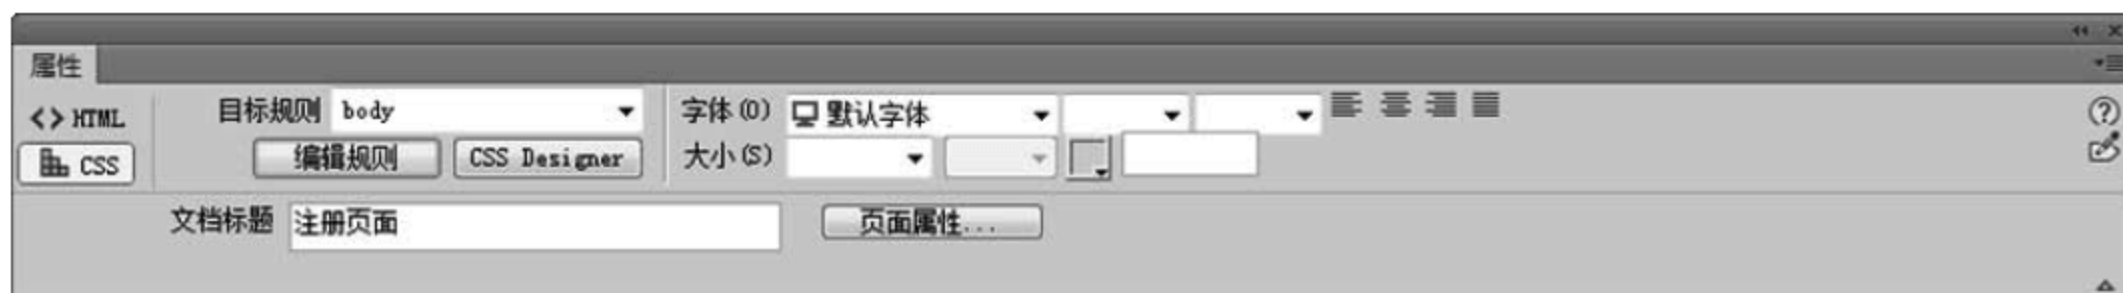 属性
<> HTML 目标规则 body 字体(O) 默认字体
CSS 编辑规则 CSS Designer 大小(S)
文档标题 注册页面 页面属性...